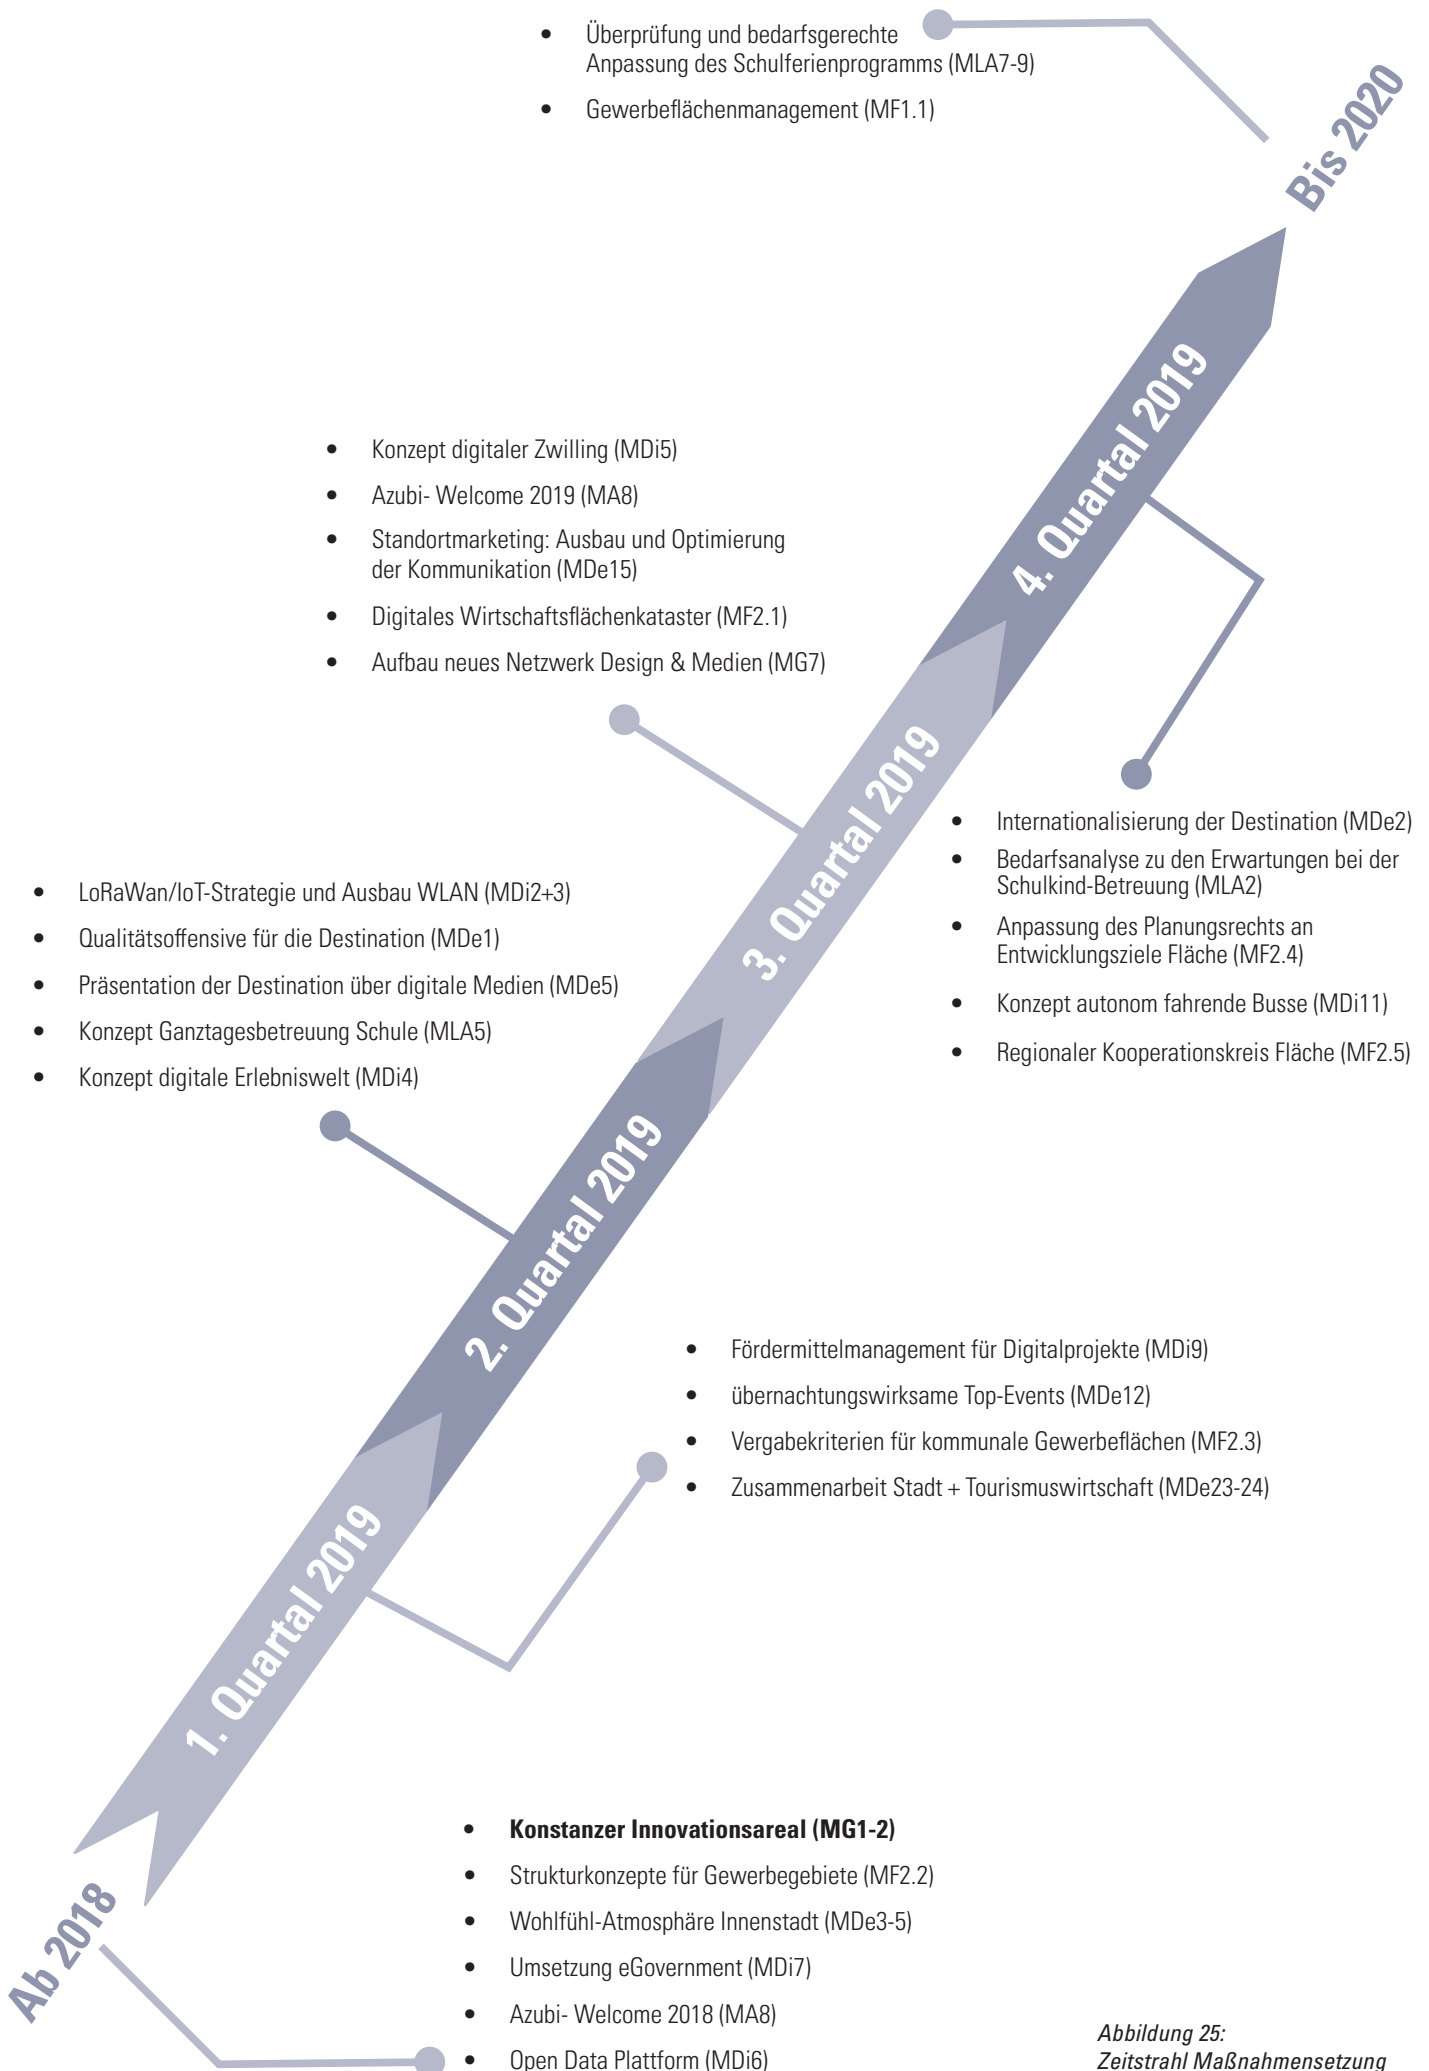 • Überprüfung und bedarfsgerechte
Anpassung des Schulferienprogramms (MLA7-9)
• Gewerbeflächenmanagement (MF1.1)
Bis 2020
4. Quartal 2019
• Konzept digitaler Zwilling (MDi5)
• Azubi- Welcome 2019 (MA8)
• Standortmarketing: Ausbau und Optimierung
der Kommunikation (MDe15)
• Digitales Wirtschaftsflächenkataster (MF2.1)
• Aufbau neues Netzwerk Design & Medien (MG7)
3. Quartal 2019
• Internationalisierung der Destination (MDe2)
• Bedarfsanalyse zu den Erwartungen bei der
Schulkind-Betreuung (MLA2)
• Anpassung des Planungsrechts an
Entwicklungsziele Fläche (MF2.4)
• Konzept autonom fahrende Busse (MDi11)
• Regionaler Kooperationskreis Fläche (MF2.5)
• LoRaWan/IoT-Strategie und Ausbau WLAN (MDi2+3)
• Qualitätsoffensive für die Destination (MDe1)
• Präsentation der Destination über digitale Medien (MDe5)
• Konzept Ganztagesbetreuung Schule (MLA5)
• Konzept digitale Erlebniswelt (MDi4)
2. Quartal 2019
• Fördermittelmanagement für Digitalprojekte (MDi9)
• übernachtungswirksame Top-Events (MDe12)
• Vergabekriterien für kommunale Gewerbeflächen (MF2.3)
• Zusammenarbeit Stadt + Tourismuswirtschaft (MDe23-24)
1. Quartal 2019
Ab 2018
• Konstanzer Innovationsareal (MG1-2)
• Strukturkonzepte für Gewerbegebiete (MF2.2)
• Wohlfühl-Atmosphäre Innenstadt (MDe3-5)
• Umsetzung eGovernment (MDi7)
• Azubi- Welcome 2018 (MA8)
• Open Data Plattform (MDi6)
Abbildung 25:
Zeitstrahl Maßnahmensetzung